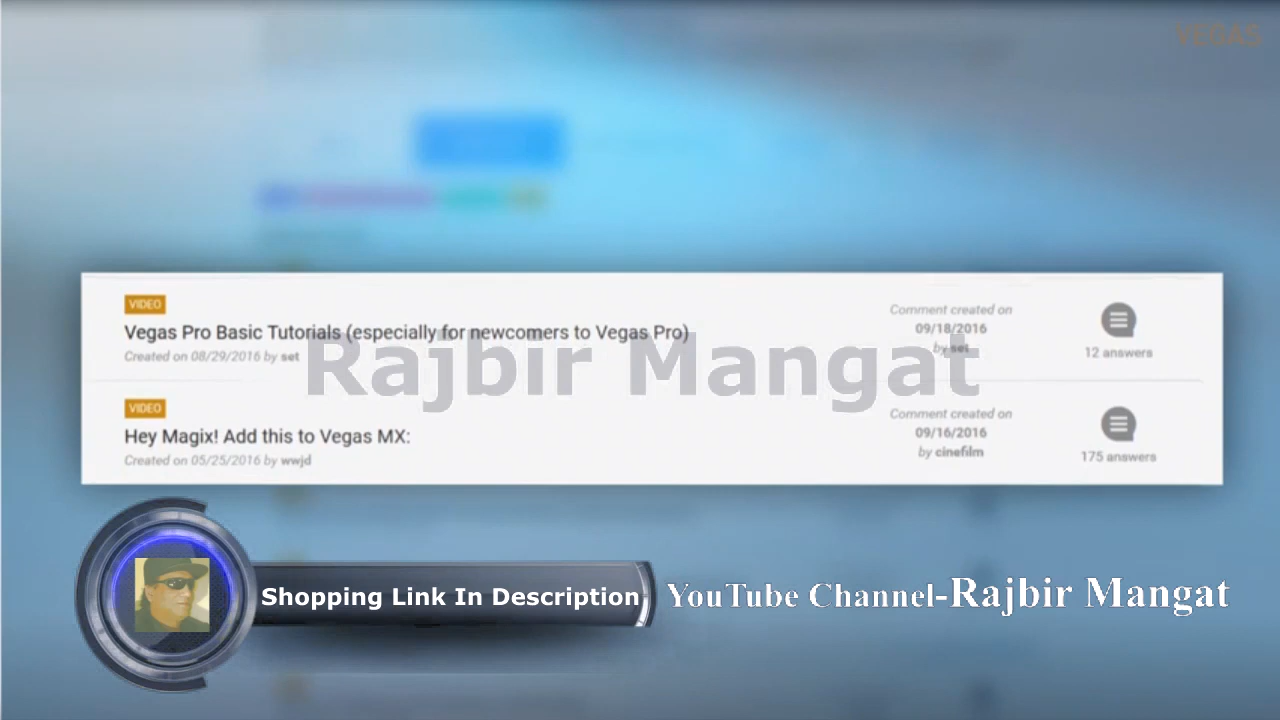 VEGAS
VIDEO
Vegas Pro Basic Tutorials (especially for newcomers to Vegas Pro)
Created on 08/29/2016 by set
Comment created on
09/18/2016
by set
12 answers
Rajbir Mangat
VIDEO
Hey Magix! Add this to Vegas MX:
Created on 05/25/2016 by wwjd
Comment created on
09/16/2016
by cinefilm
175 answers
Shopping Link In Description
YouTube Channel-Rajbir Mangat